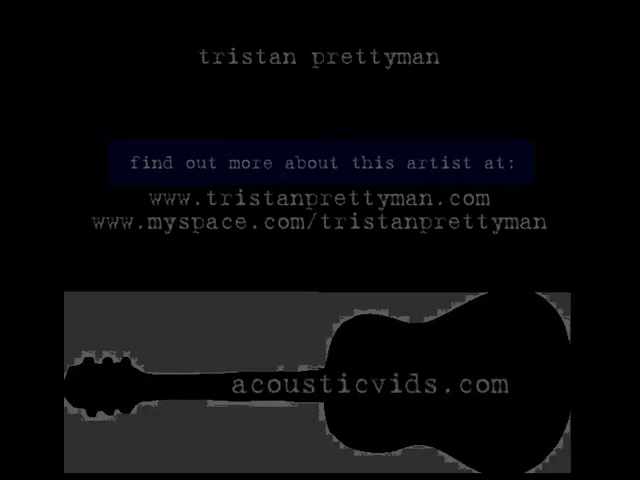 tristan prettyman
find out more about this artist at:
www.tristanprettyman.com
www.myspace.com/tristanprettyman
acousticvids.com